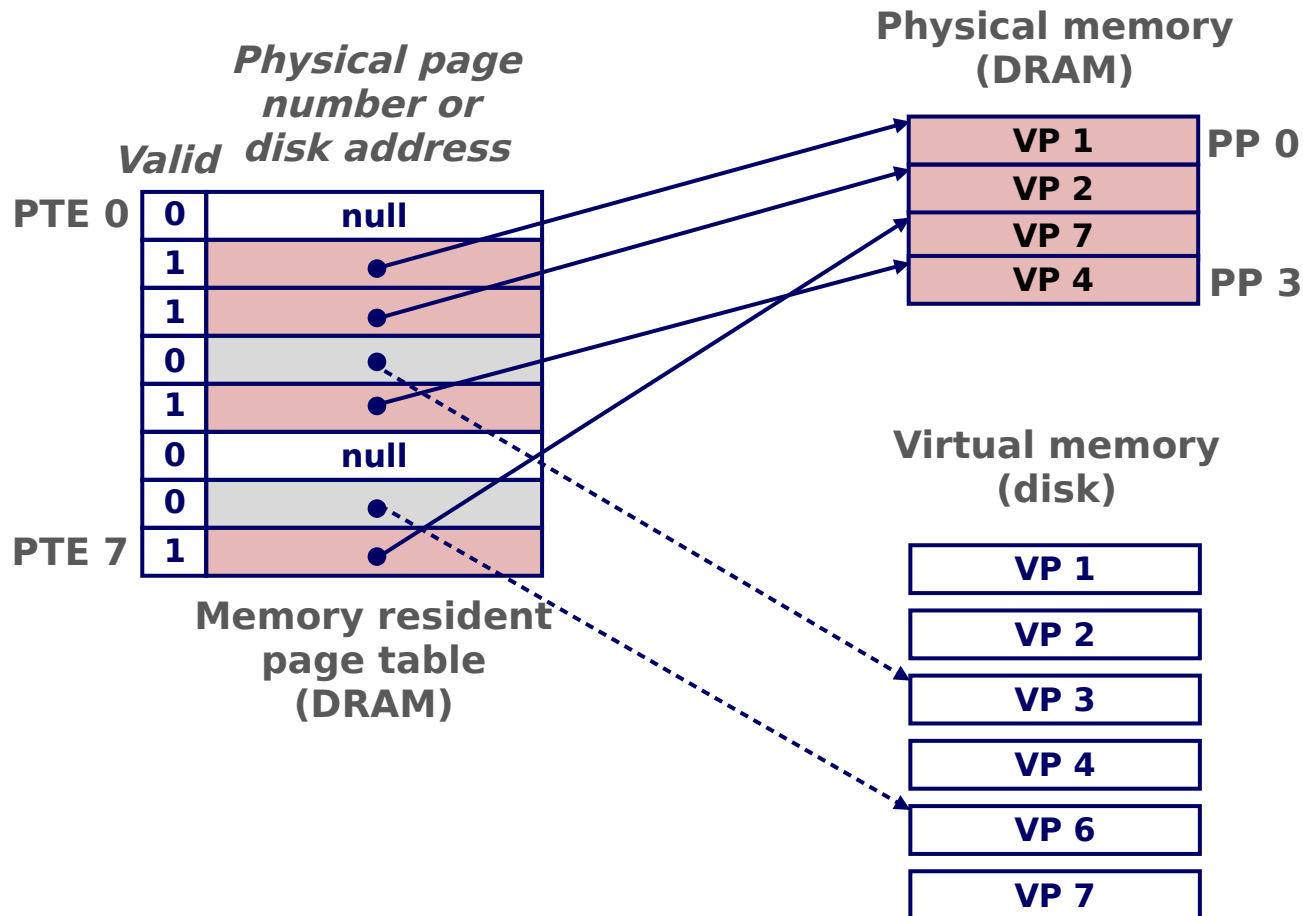 Physical page
number or
disk address
Valid
PTE 0
0
null
1
1
0
1
0
null
0
PTE 7
1
Memory resident
page table
(DRAM)
Physical memory
(DRAM)
VP 1
PP 0
VP 2
VP 7
VP 4
PP 3
Virtual memory
(disk)
VP 1
VP 2
VP 3
VP 4
VP 6
VP 7